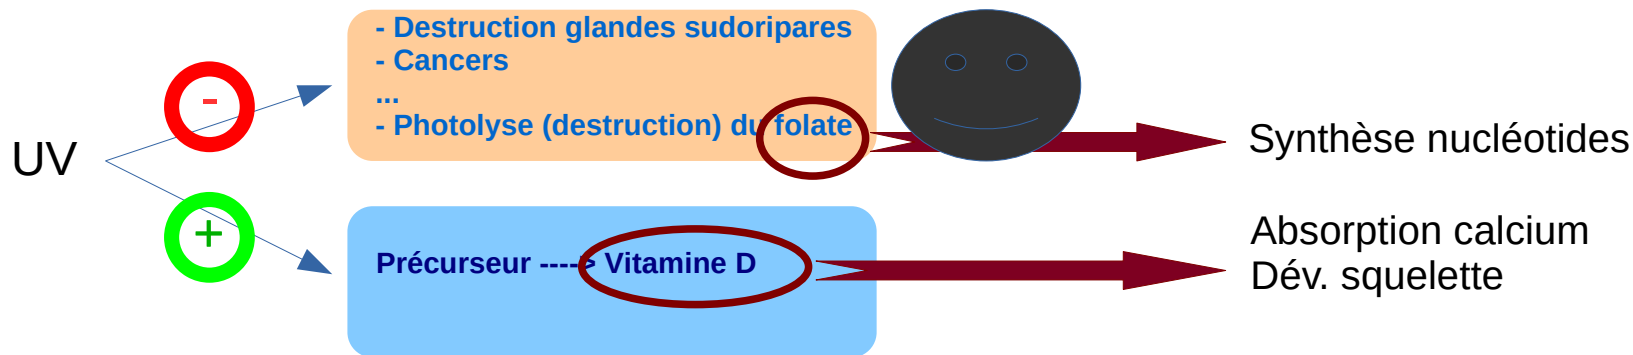 UV
-
- Destruction glandes sudoripares
- Cancers
...
- Photolyse (destruction) du folate
Synthèse nucléotides
+
Précurseur ----> Vitamine D
Absorption calcium
Dév. squelette